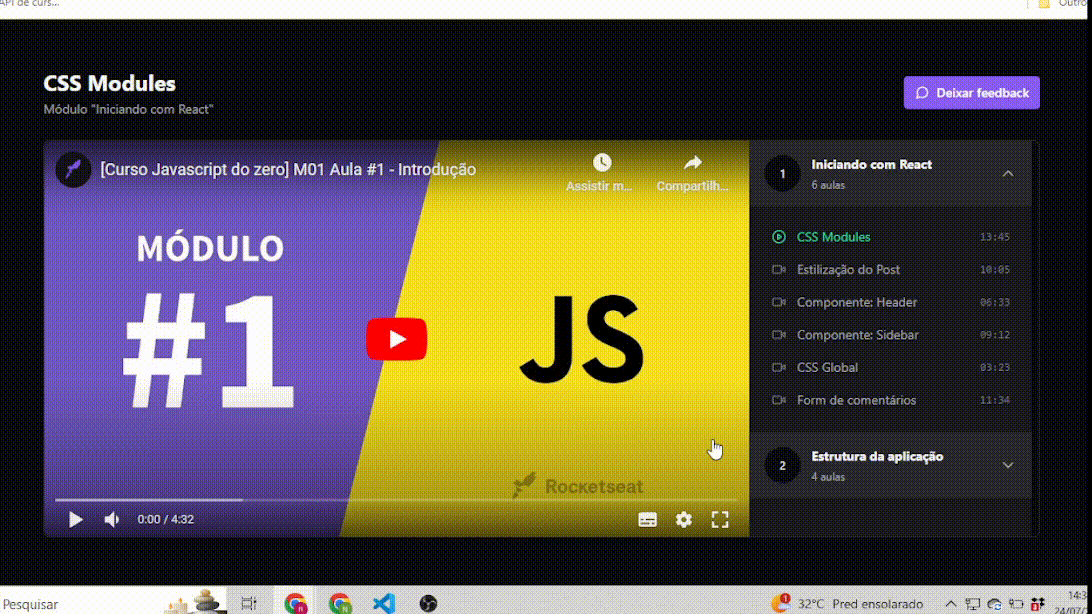 API de curs...
Outro
CSS Modules
Módulo "Iniciando com React"
Deixar feedback
[Curso Javascript do zero] M01 Aula #1 - Introdução
Assistir m...
Compartilh...
MÓDULO
#1
JS
Rocketseat
0:00 / 4:32
1
Iniciando com React
6 aulas
CSS Modules 13:45
Estilização do Post 10:05
Componente: Header 06:33
Componente: Sidebar 09:12
CSS Global 03:23
Form de comentários 11:34
2
Estrutura da aplicação
4 aulas
Pesquisar
1
32°C Pred ensolarado
14:3
24/07/